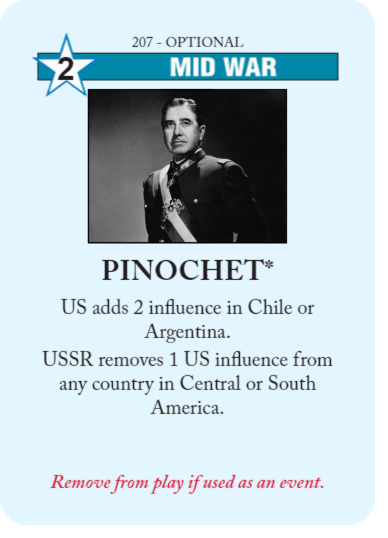 207 - OPTIONAL
2
MID WAR
PINOCHET*
US adds 2 influence in Chile or
Argentina.
USSR removes 1 US influence from
any country in Central or South
America.
Remove from play if used as an event.